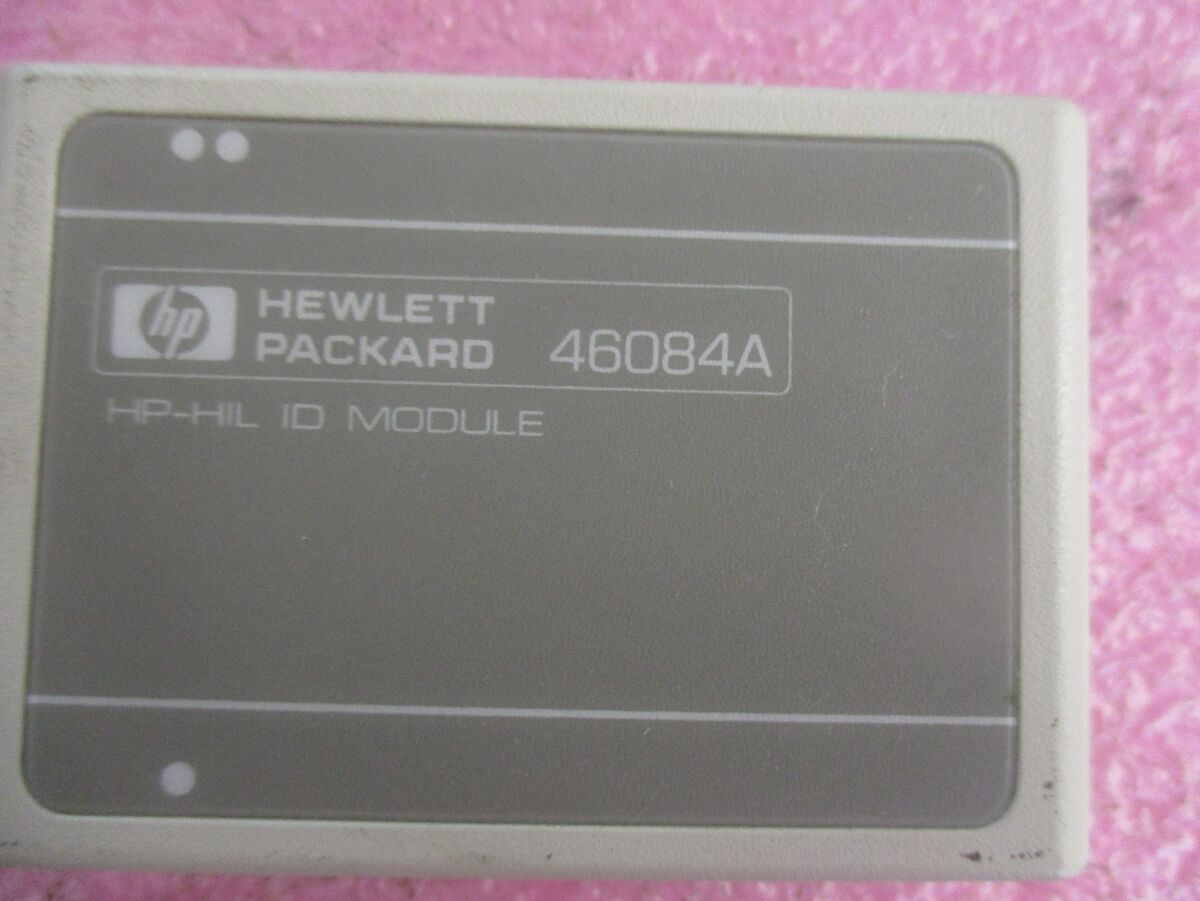 hp HEWLETT
PACKARD 46084A
HP-HIL ID MODULE